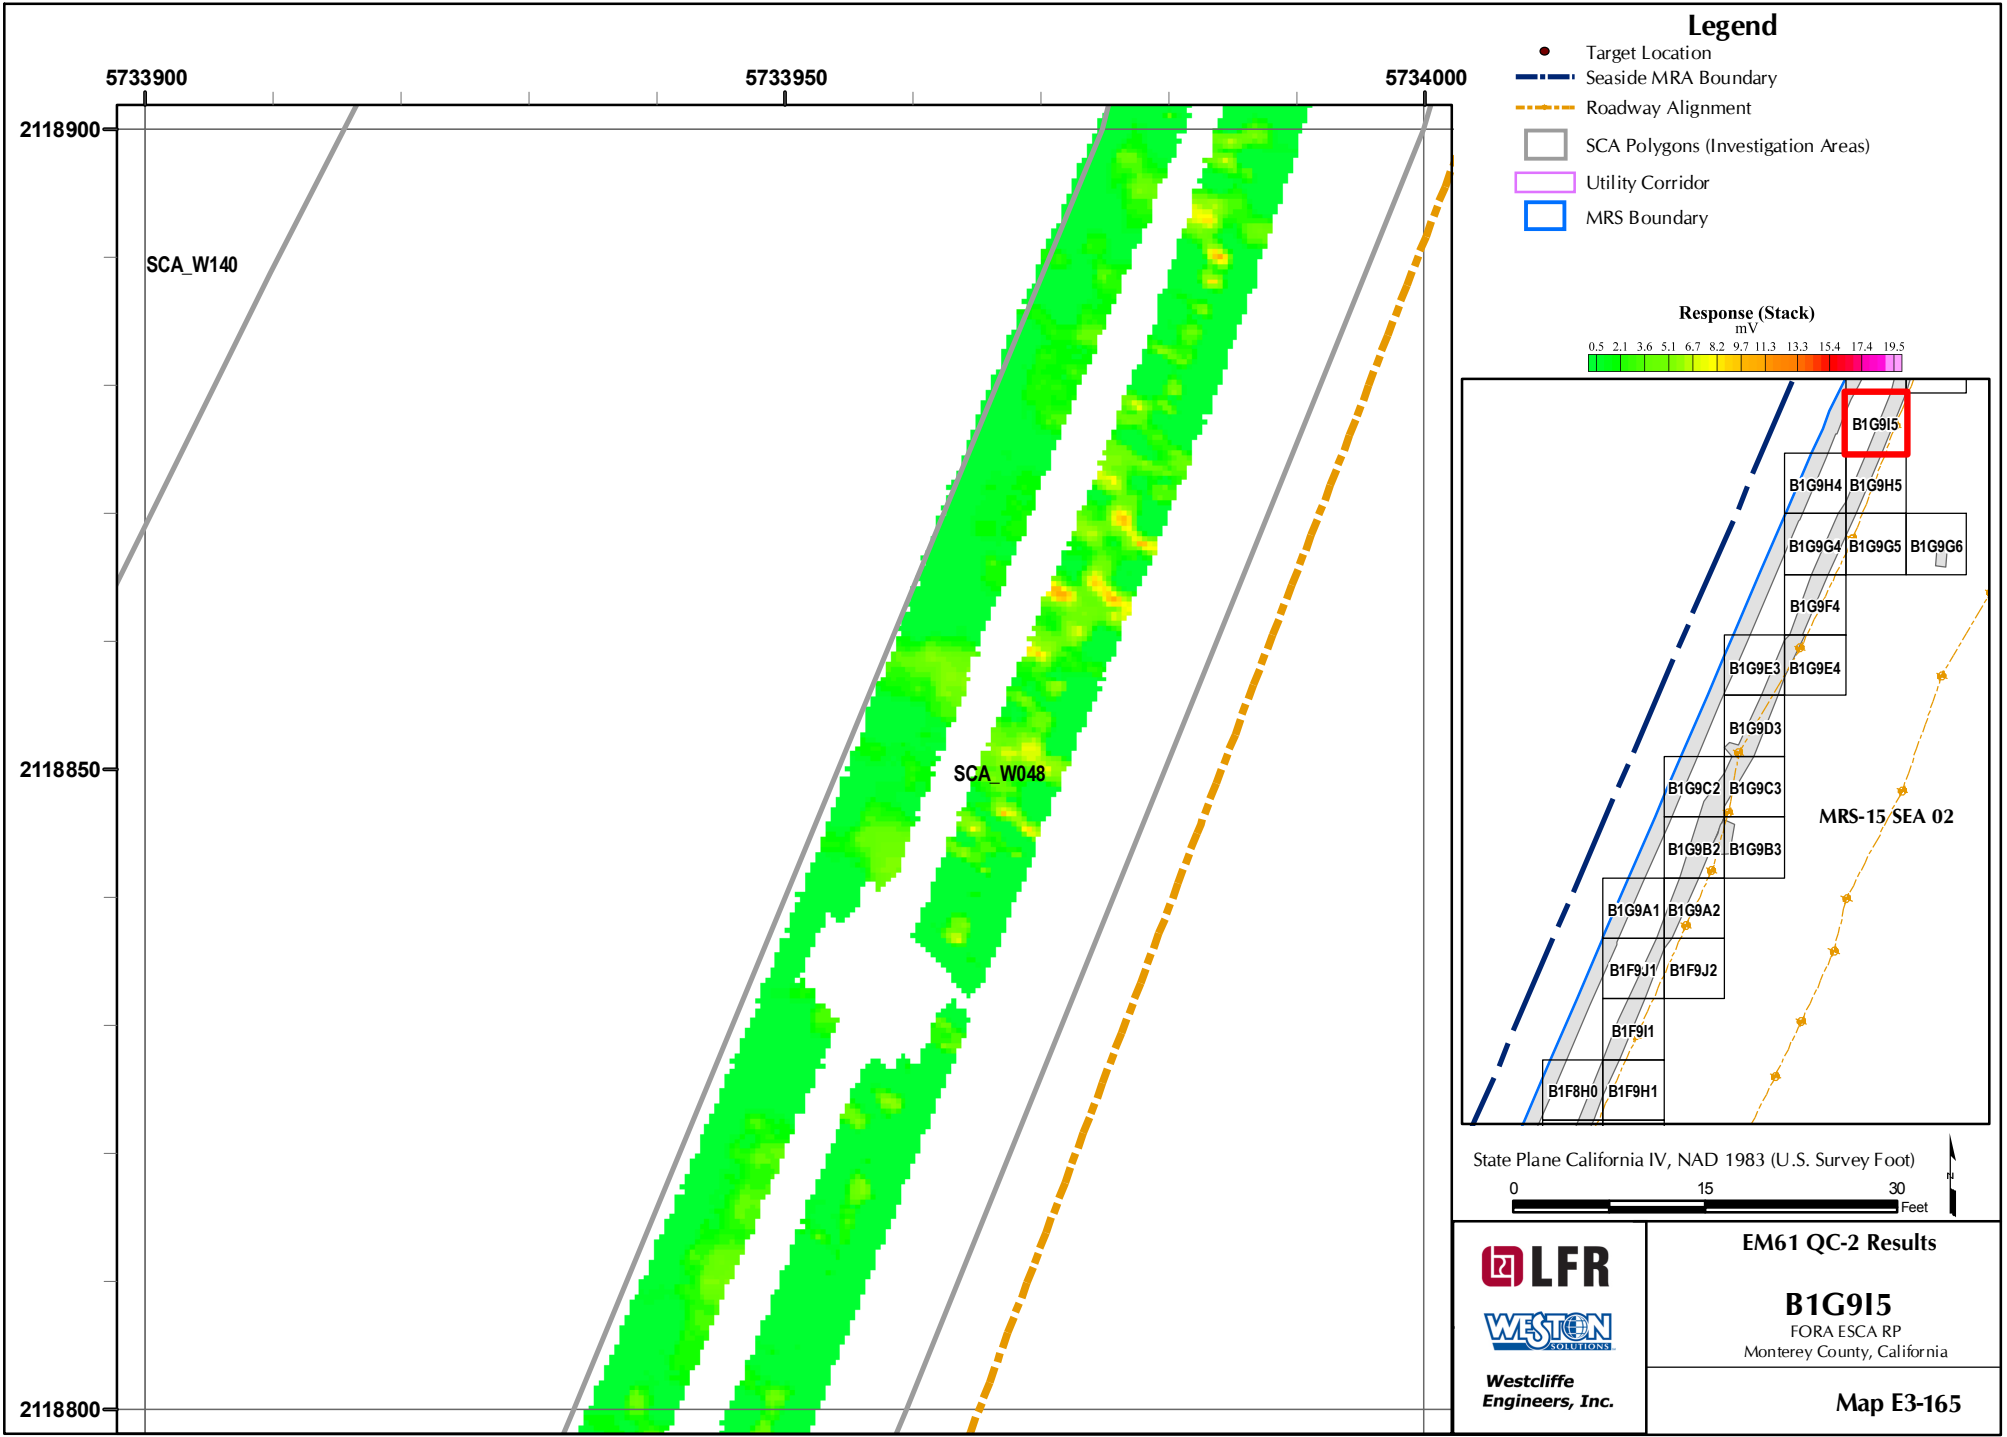 Legend
Target Location
Seaside MRA Boundary
Roadway Alignment
SCA Polygons (Investigation Areas)
Utility Corridor
MRS Boundary
Response (Stack)
mV
0.5 2.1 3.6 5.1 6.7 8.2 9.7 11.3 13.3 15.4 17.4 19.5
5733900 5733950 5734000
2118900
2118850
2118800
SCA_W140
SCA_W048
B1G9I5
B1G9H4 B1G9H5
B1G9G4 B1G9G5 B1G9G6
B1G9F4
B1G9E3 B1G9E4
B1G9D3
B1G9C2 B1G9C3
MRS-15 SEA 02
B1G9B2 B1G9B3
B1G9A1 B1G9A2
B1F9J1 B1F9J2
B1F9I1
B1F8H0 B1F9H1
State Plane California IV, NAD 1983 (U.S. Survey Foot)
0 15 30
Feet
N
LFR
WESTON
SOLUTIONS
Westcliffe
Engineers, Inc.
EM61 QC-2 Results
B1G9I5
FORA ESCA RP
Monterey County, California
Map E3-165